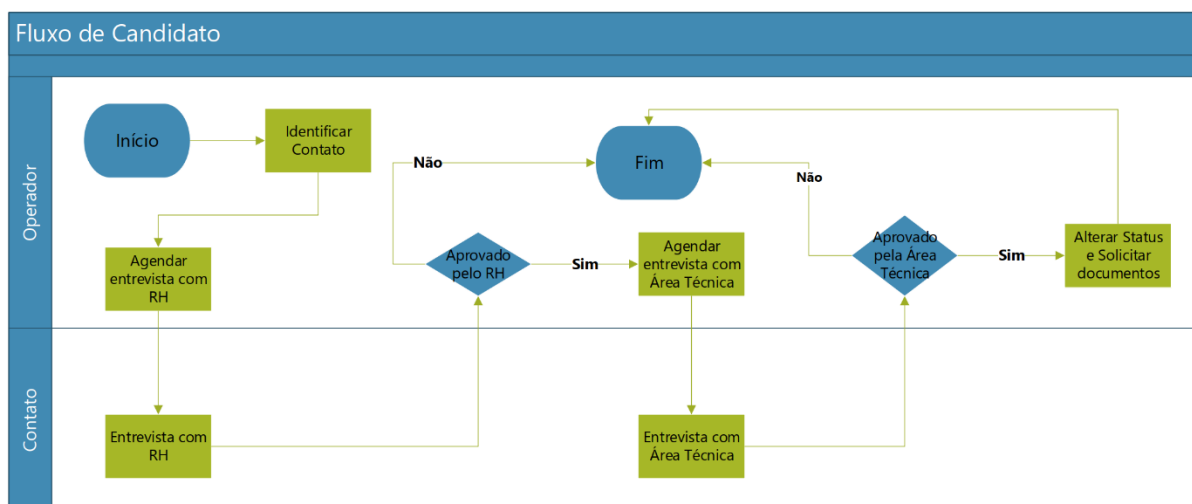 Fluxo de Candidato
Operador
Início
Identificar
Contato
Não
Fim
Não
Agendar
entrevista com
RH
Aprovado
pelo RH
Sim
Agendar
entrevista com
Área Técnica
Aprovado
pela Área
Técnica
Sim
Alterar Status
e Solicitar
documentos
Contato
Entrevista com
RH
Entrevista com
Área Técnica